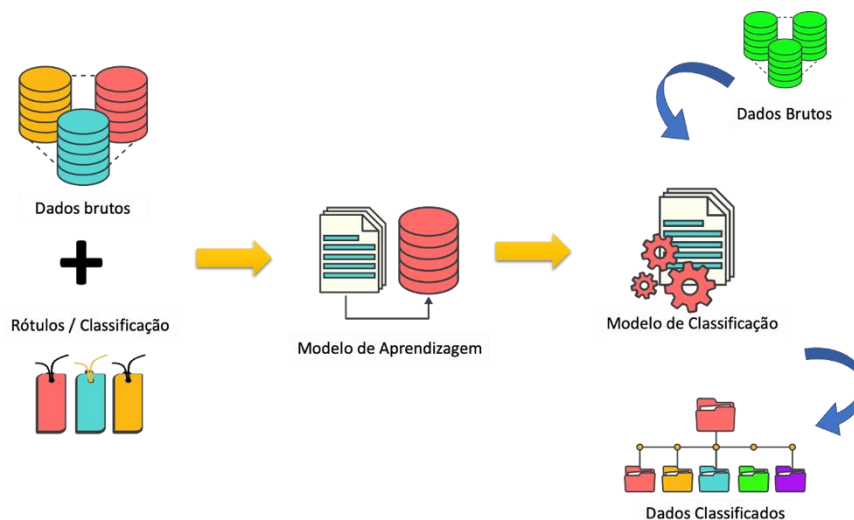 Dados brutos
Rótulos / Classificação
Modelo de Aprendizagem
Dados Brutos
Modelo de Classificação
Dados Classificados